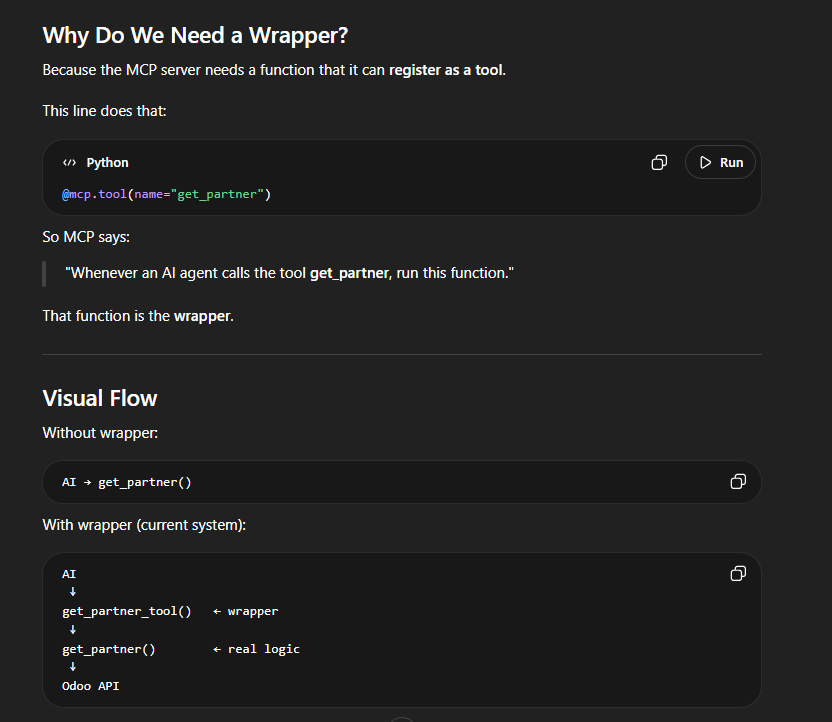 Why Do We Need a Wrapper?
Because the MCP server needs a function that it can register as a tool.
This line does that:
</> Python Run
@mcp.tool(name="get_partner")
So MCP says:
"Whenever an AI agent calls the tool get_partner, run this function."
That function is the wrapper.
Visual Flow
Without wrapper:
AI → get_partner()
With wrapper (current system):
AI
↓
get_partner_tool() ← wrapper
↓
get_partner() ← real logic
↓
Odoo API